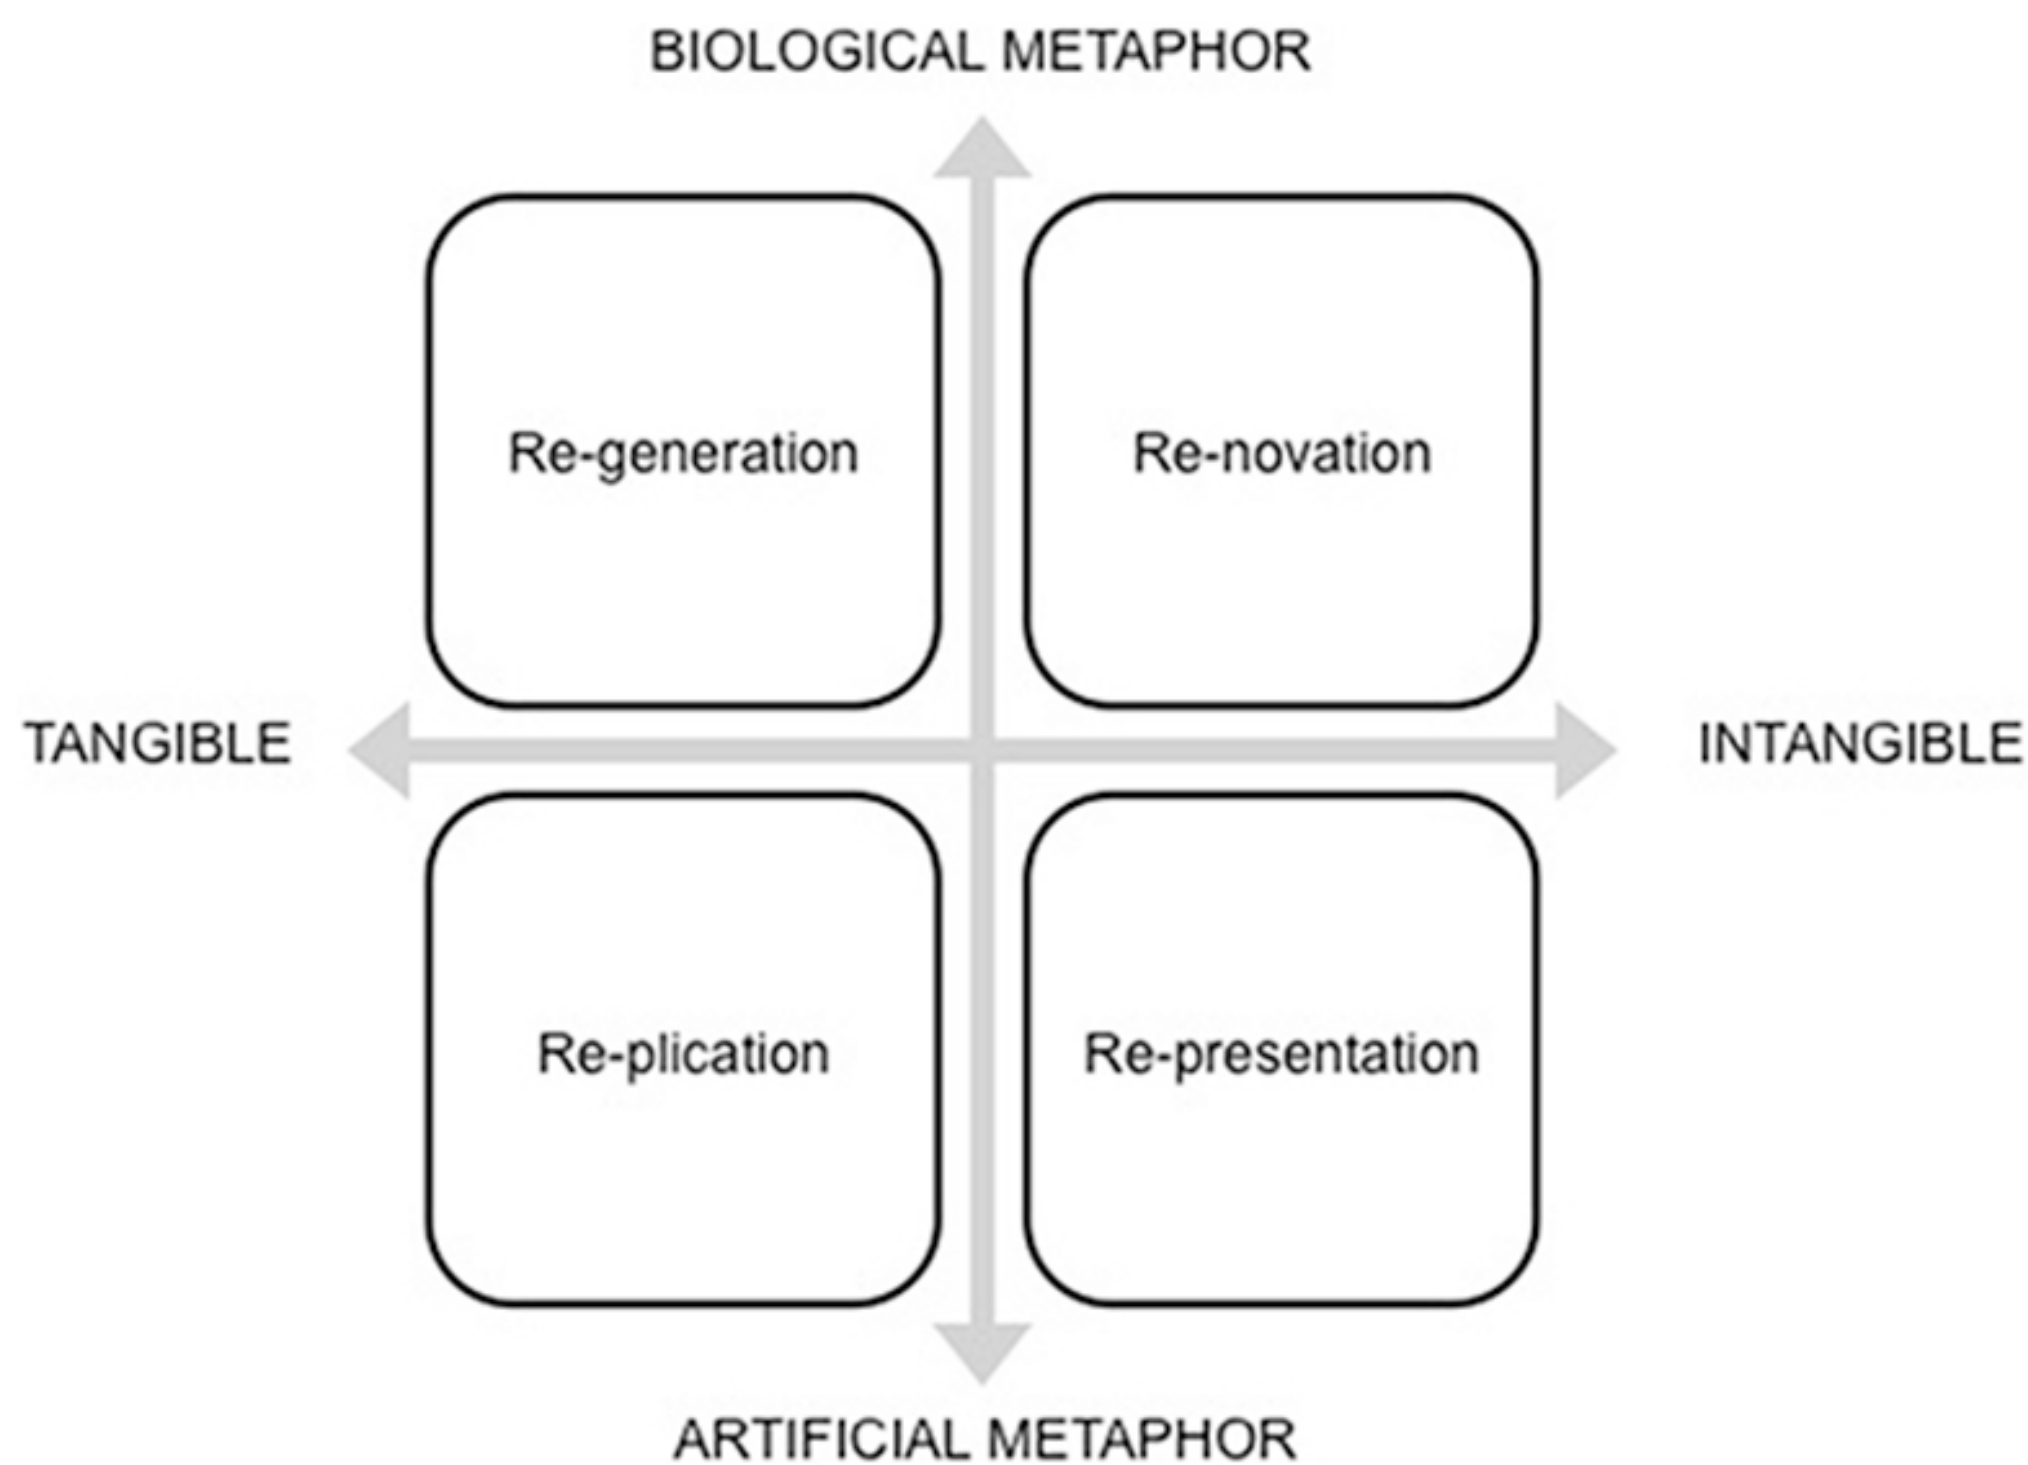 BIOLOGICAL METAPHOR
Re-generation
Re-novation
TANGIBLE
INTANGIBLE
Re-plication
Re-presentation
ARTIFICIAL METAPHOR